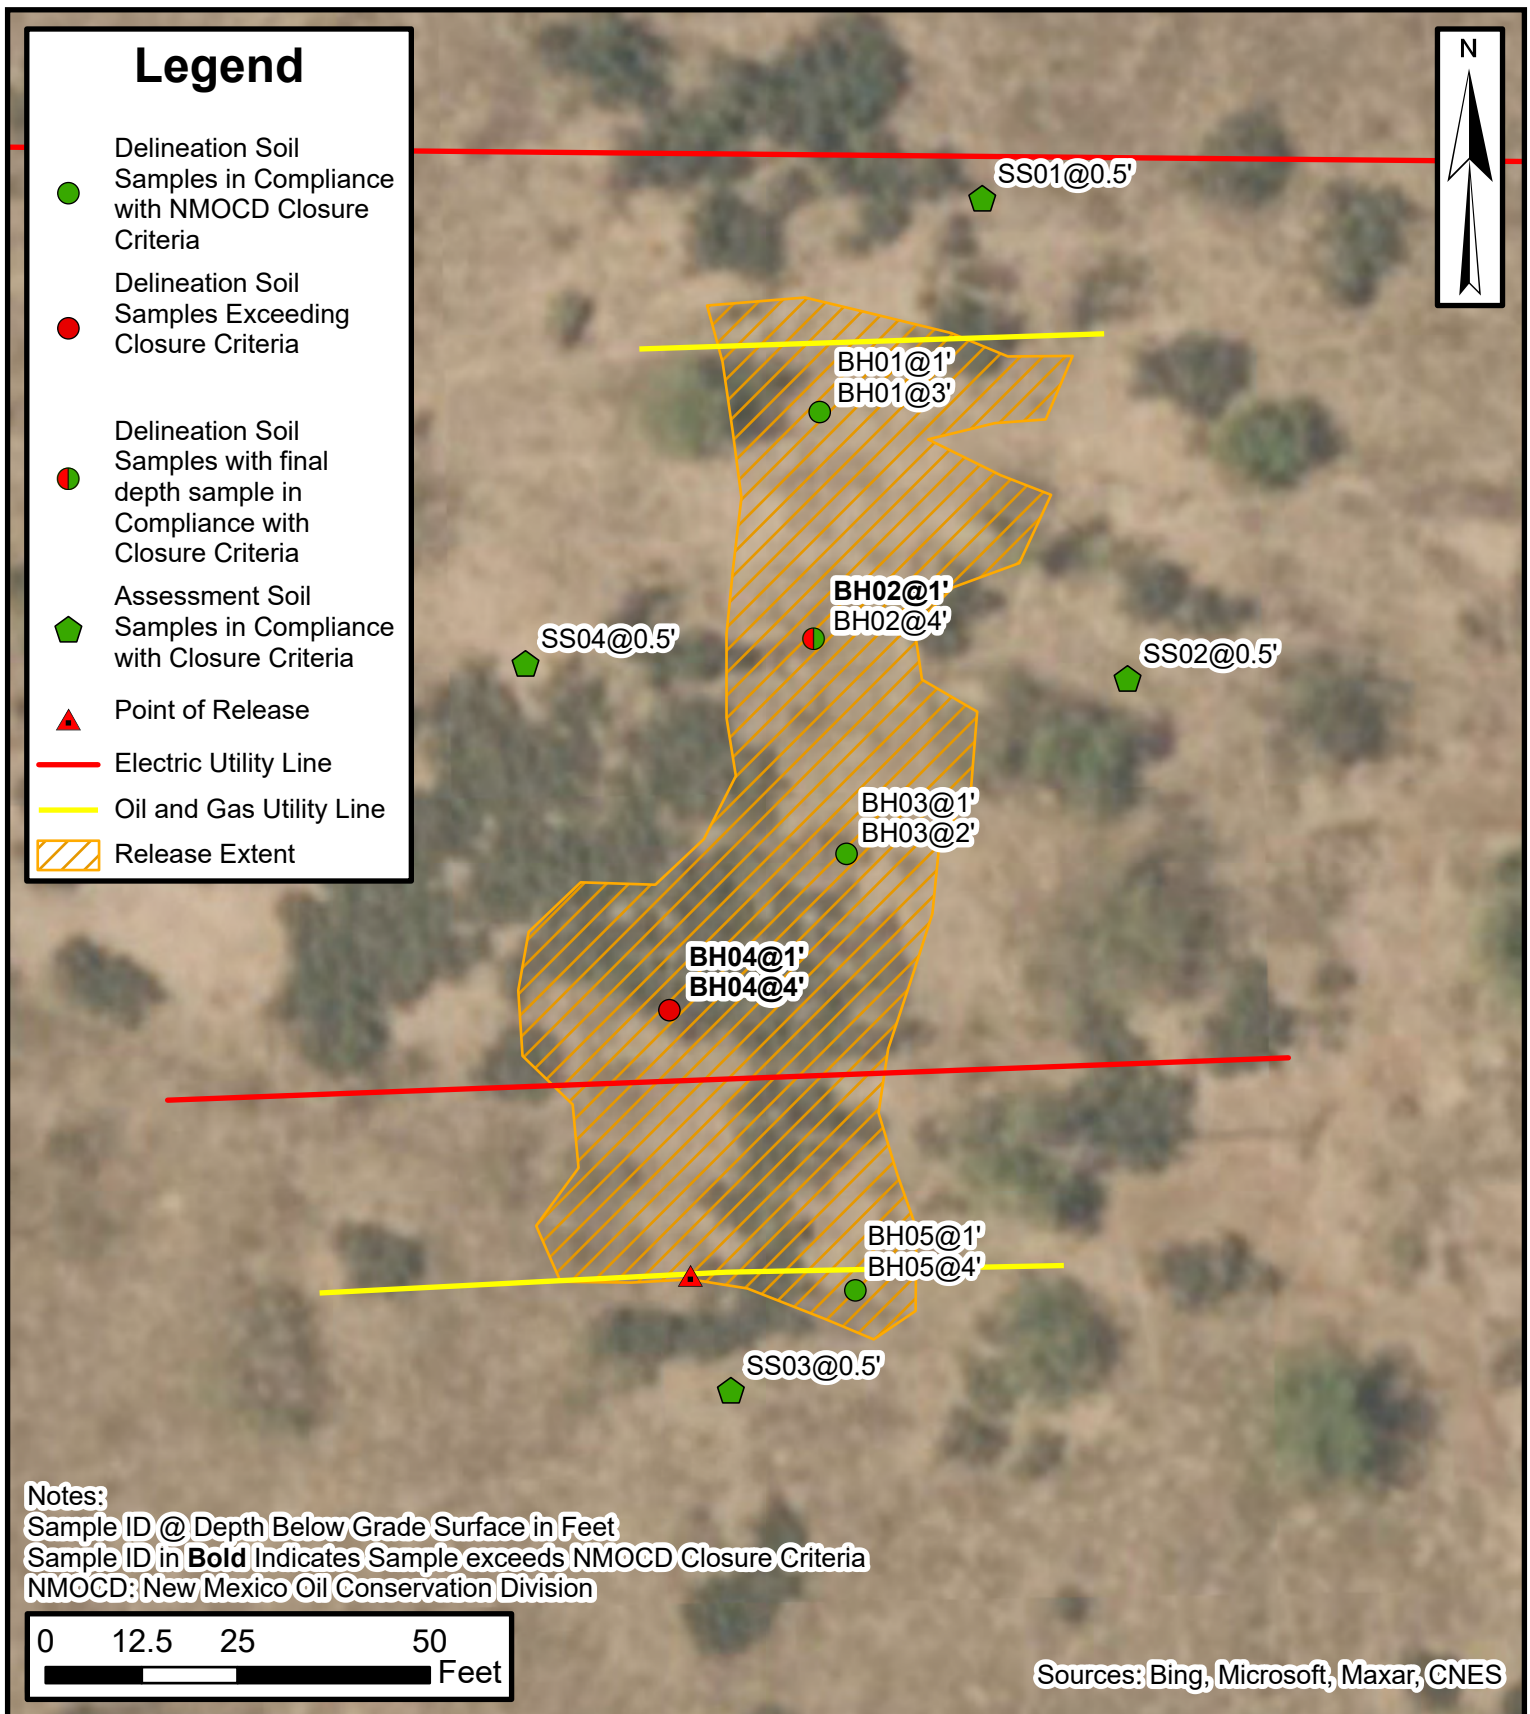 Legend
Delineation Soil
Samples in Compliance
with NMOCD Closure
Criteria
Delineation Soil
Samples Exceeding
Closure Criteria
Delineation Soil
Samples with final
depth sample in
Compliance with
Closure Criteria
Assessment Soil
Samples in Compliance
with Closure Criteria
Point of Release
Electric Utility Line
Oil and Gas Utility Line
Release Extent
N
SS01@0.5'
BH01@1'
BH01@3'
BH02@1'
BH02@4'
SS04@0.5'
SS02@0.5'
BH03@1'
BH03@2'
BH04@1'
BH04@4'
BH05@1'
BH05@4'
SS03@0.5'
Notes:
Sample ID @ Depth Below Grade Surface in Feet
Sample ID in Bold Indicates Sample exceeds NMOCD Closure Criteria
NMOCD: New Mexico Oil Conservation Division
0 12.5 25 50
Feet
Sources: Bing, Microsoft, Maxar, CNES